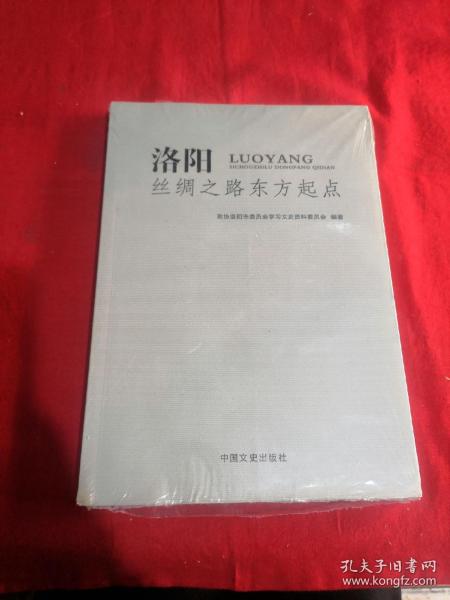 洛阳 LUOYANG
SICHOUZHILU DONGFANG QIDIAN
丝绸之路东方起点
政协洛阳市委员会学习文史资料委员会 编著
中国文史出版社
孔夫子旧书网
www.kongfz.com